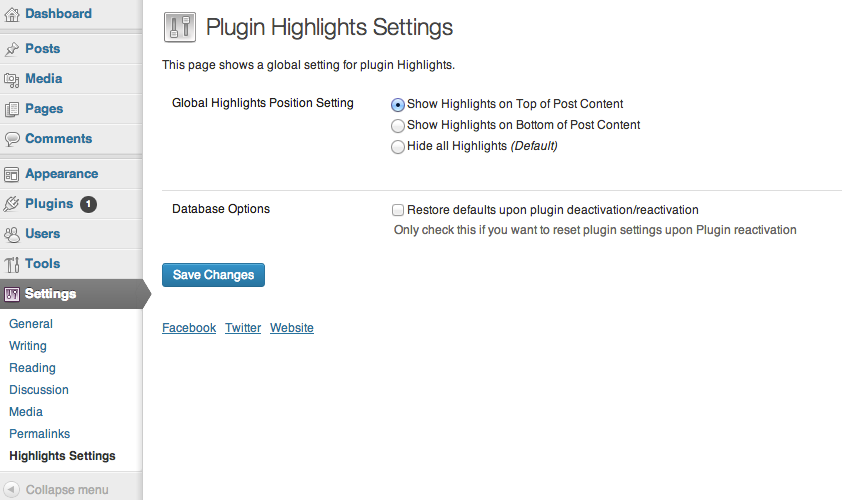 Dashboard
Posts
Media
Pages
Comments
Appearance
Plugins 1
Users
Tools
Settings
General
Writing
Reading
Discussion
Media
Permalinks
Highlights Settings
Collapse menu
Plugin Highlights Settings
This page shows a global setting for plugin Highlights.
Global Highlights Position Setting
Show Highlights on Top of Post Content
Show Highlights on Bottom of Post Content
Hide all Highlights (Default)
Database Options
Restore defaults upon plugin deactivation/reactivation
Only check this if you want to reset plugin settings upon Plugin reactivation
Save Changes
Facebook Twitter Website